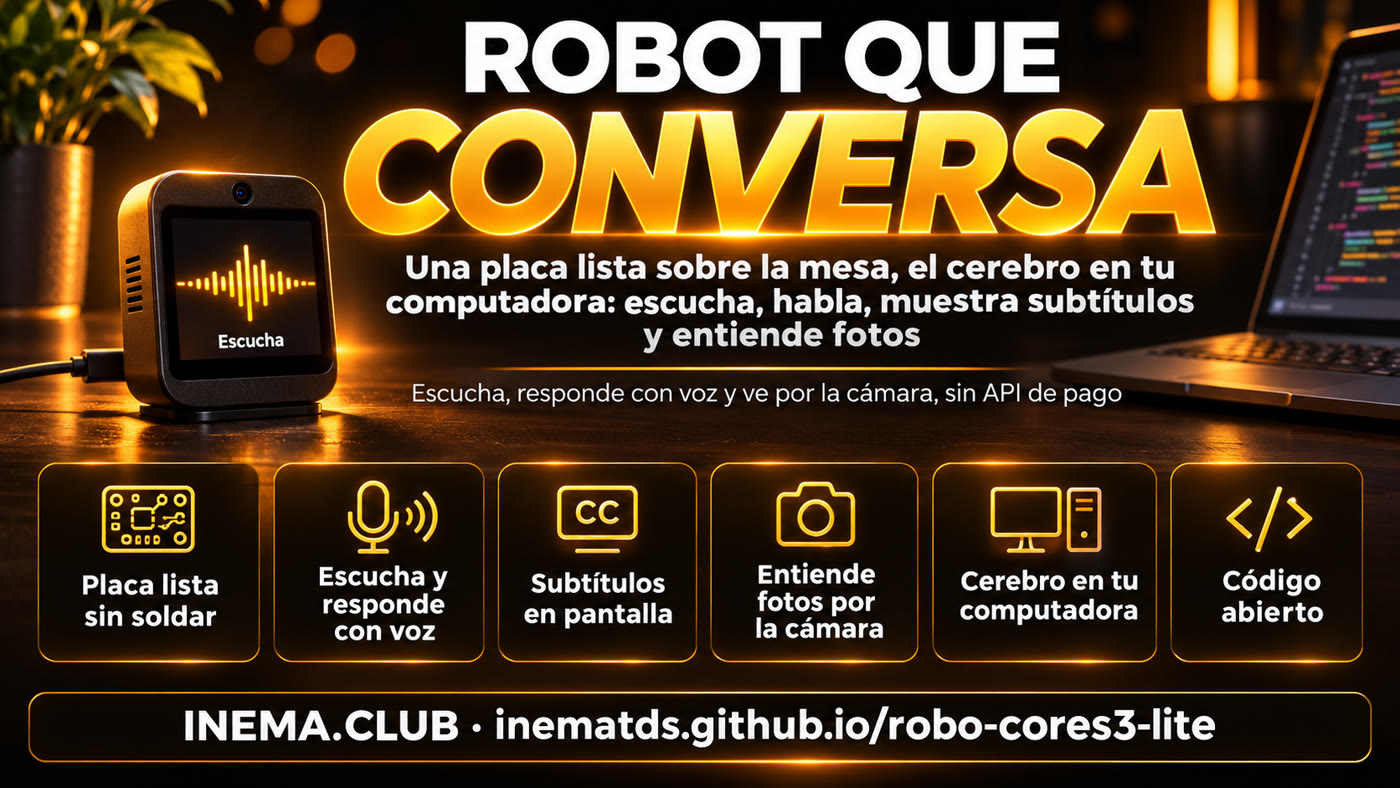 ROBOT QUE
CONVERSA
Una placa lista sobre la mesa, el cerebro en tu
computadora: escucha, habla, muestra subtítulos
y entiende fotos
Escucha, responde con voz y ve por la cámara, sin API de pago
Escucha
Placa lista
sin soldar
Escucha y
responde
con voz
CC
Subtítulos
en pantalla
Entiende
fotos por
la cámara
Cerebro en tu
computadora
Código
abierto
INEMA.CLUB · inematds.github.io/robo-cores3-lite